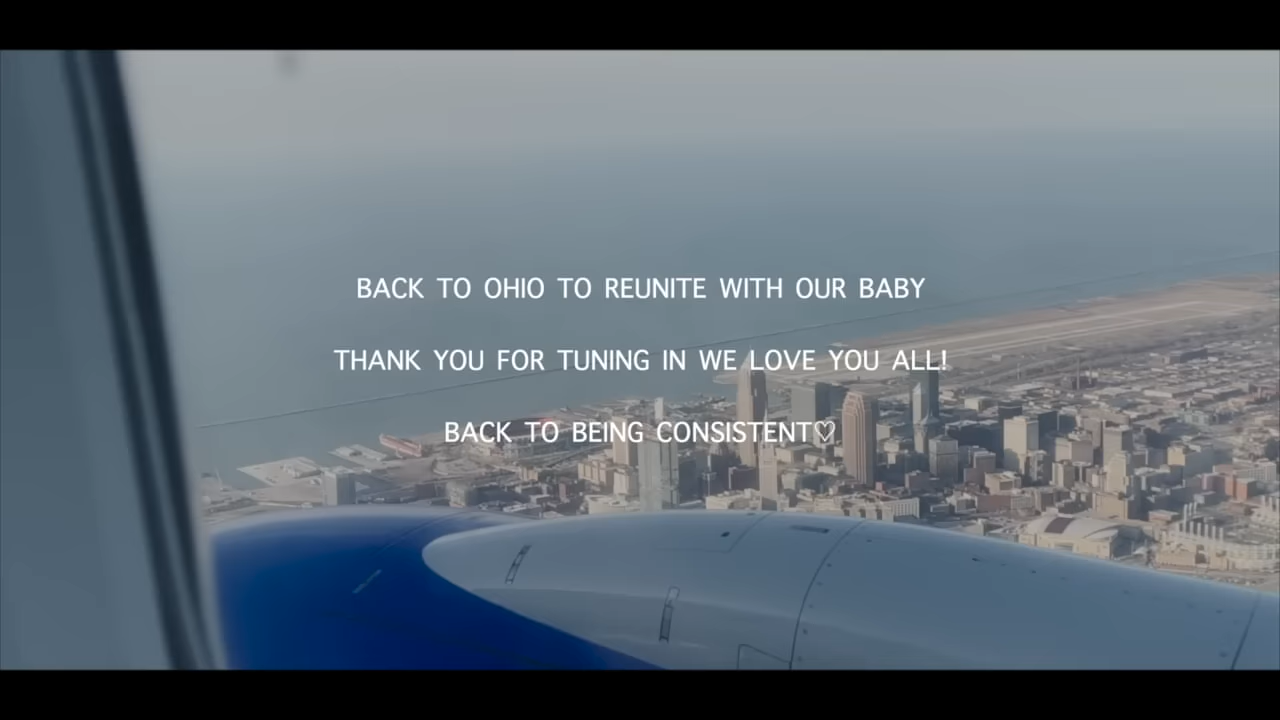 BACK TO OHIO TO REUNITE WITH OUR BABY
THANK YOU FOR TUNING IN WE LOVE YOU ALL!
BACK TO BEING CONSISTENT♡